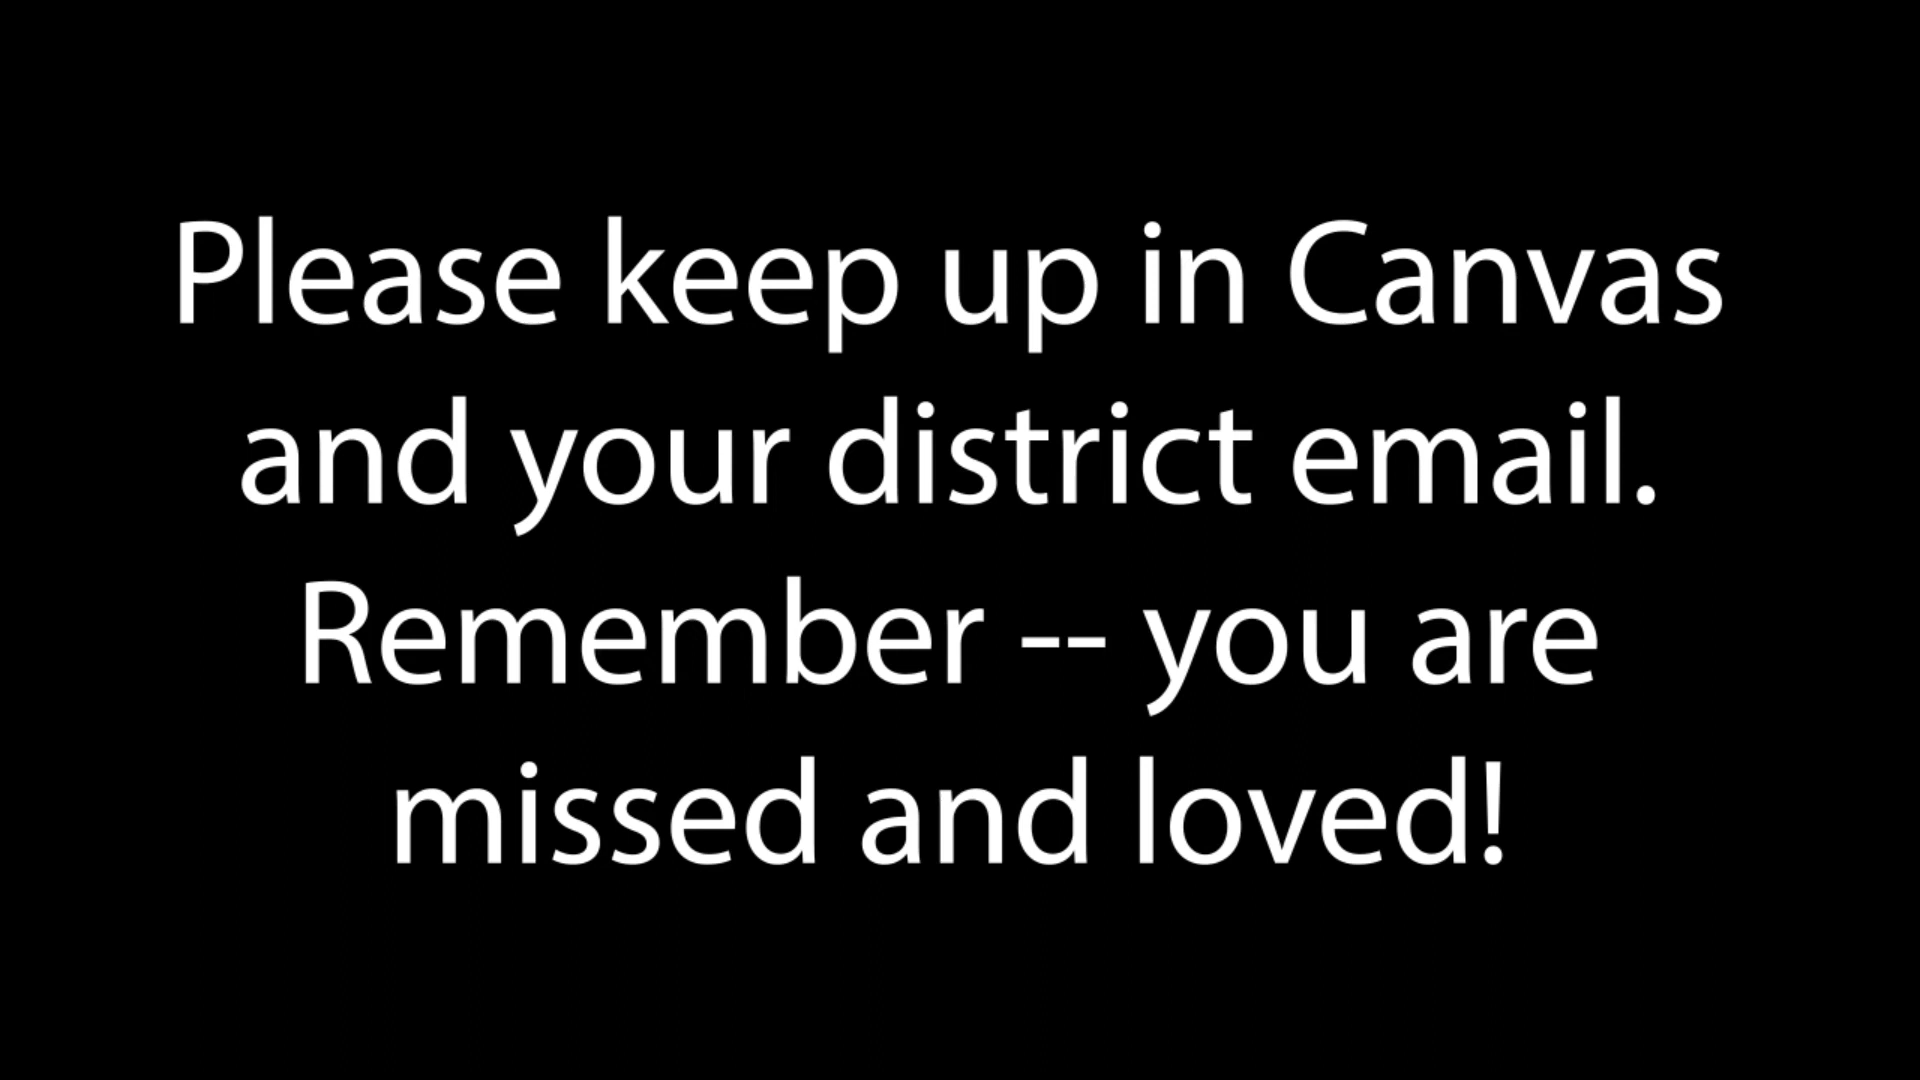 Please keep up in Canvas
and your district email.
Remember -- you are
missed and loved!